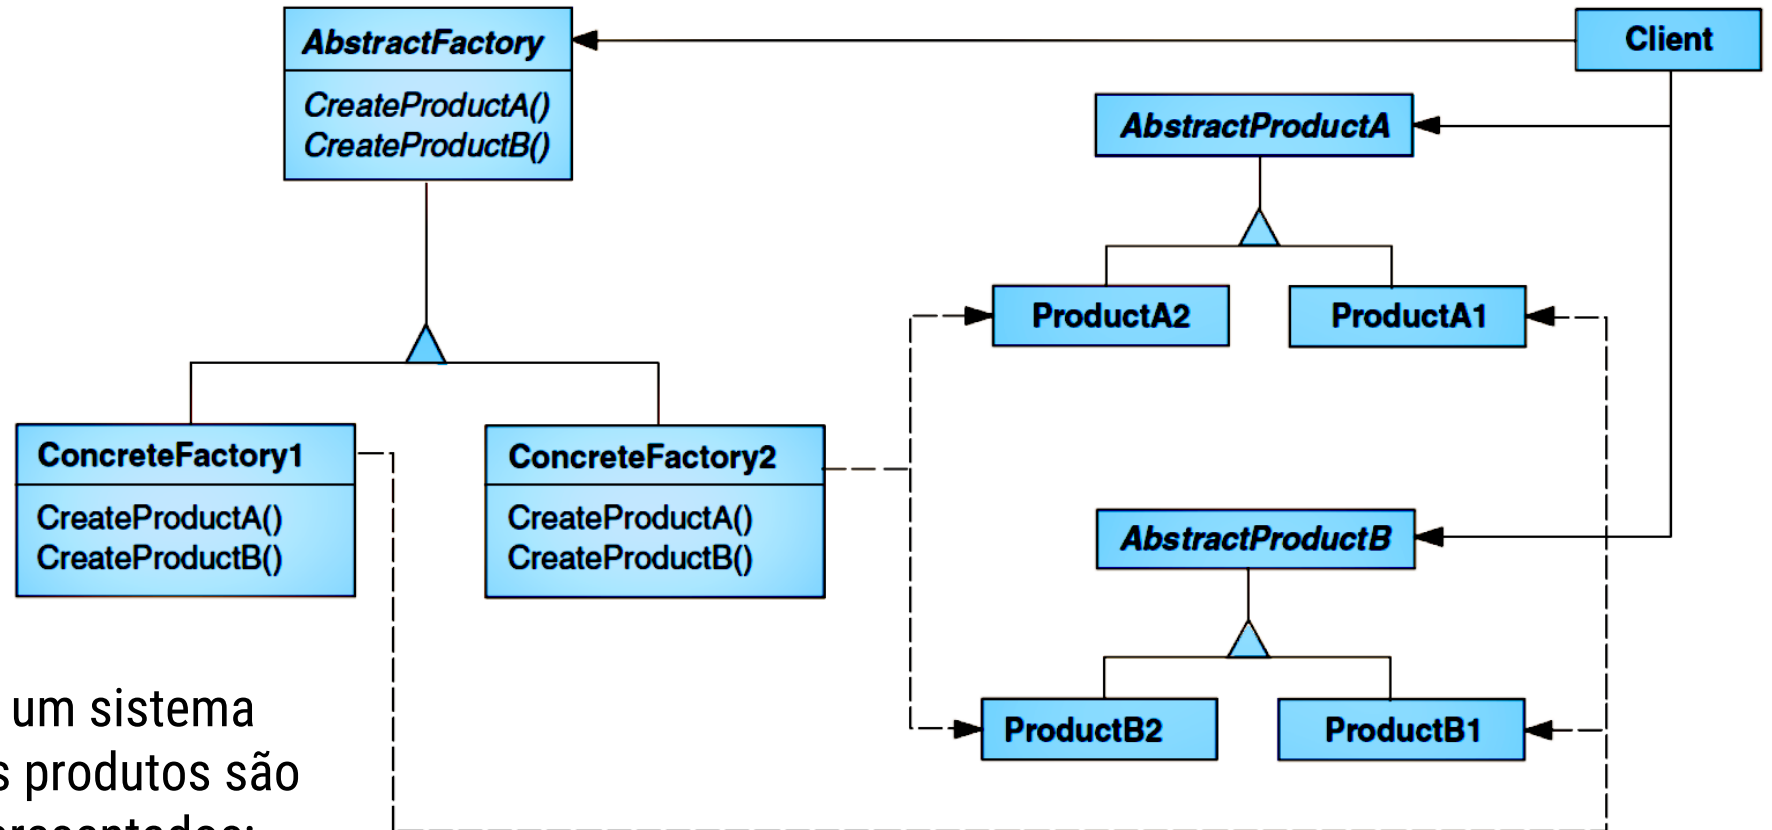 AbstractFactory
CreateProductA()
CreateProductB()
Client
AbstractProductA
ProductA2
ProductA1
ConcreteFactory1
CreateProductA()
CreateProductB()
ConcreteFactory2
CreateProductA()
CreateProductB()
AbstractProductB
ProductB2
ProductB1
um sistema
s produtos são